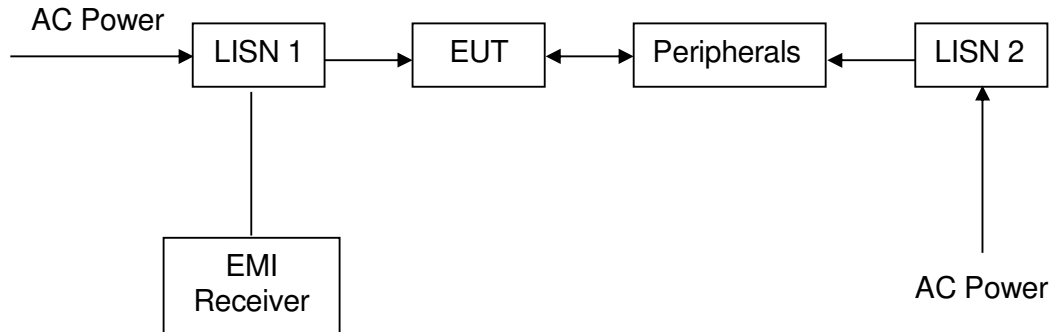 AC Power
LISN 1
EUT
Peripherals
LISN 2
EMI
Receiver
AC Power